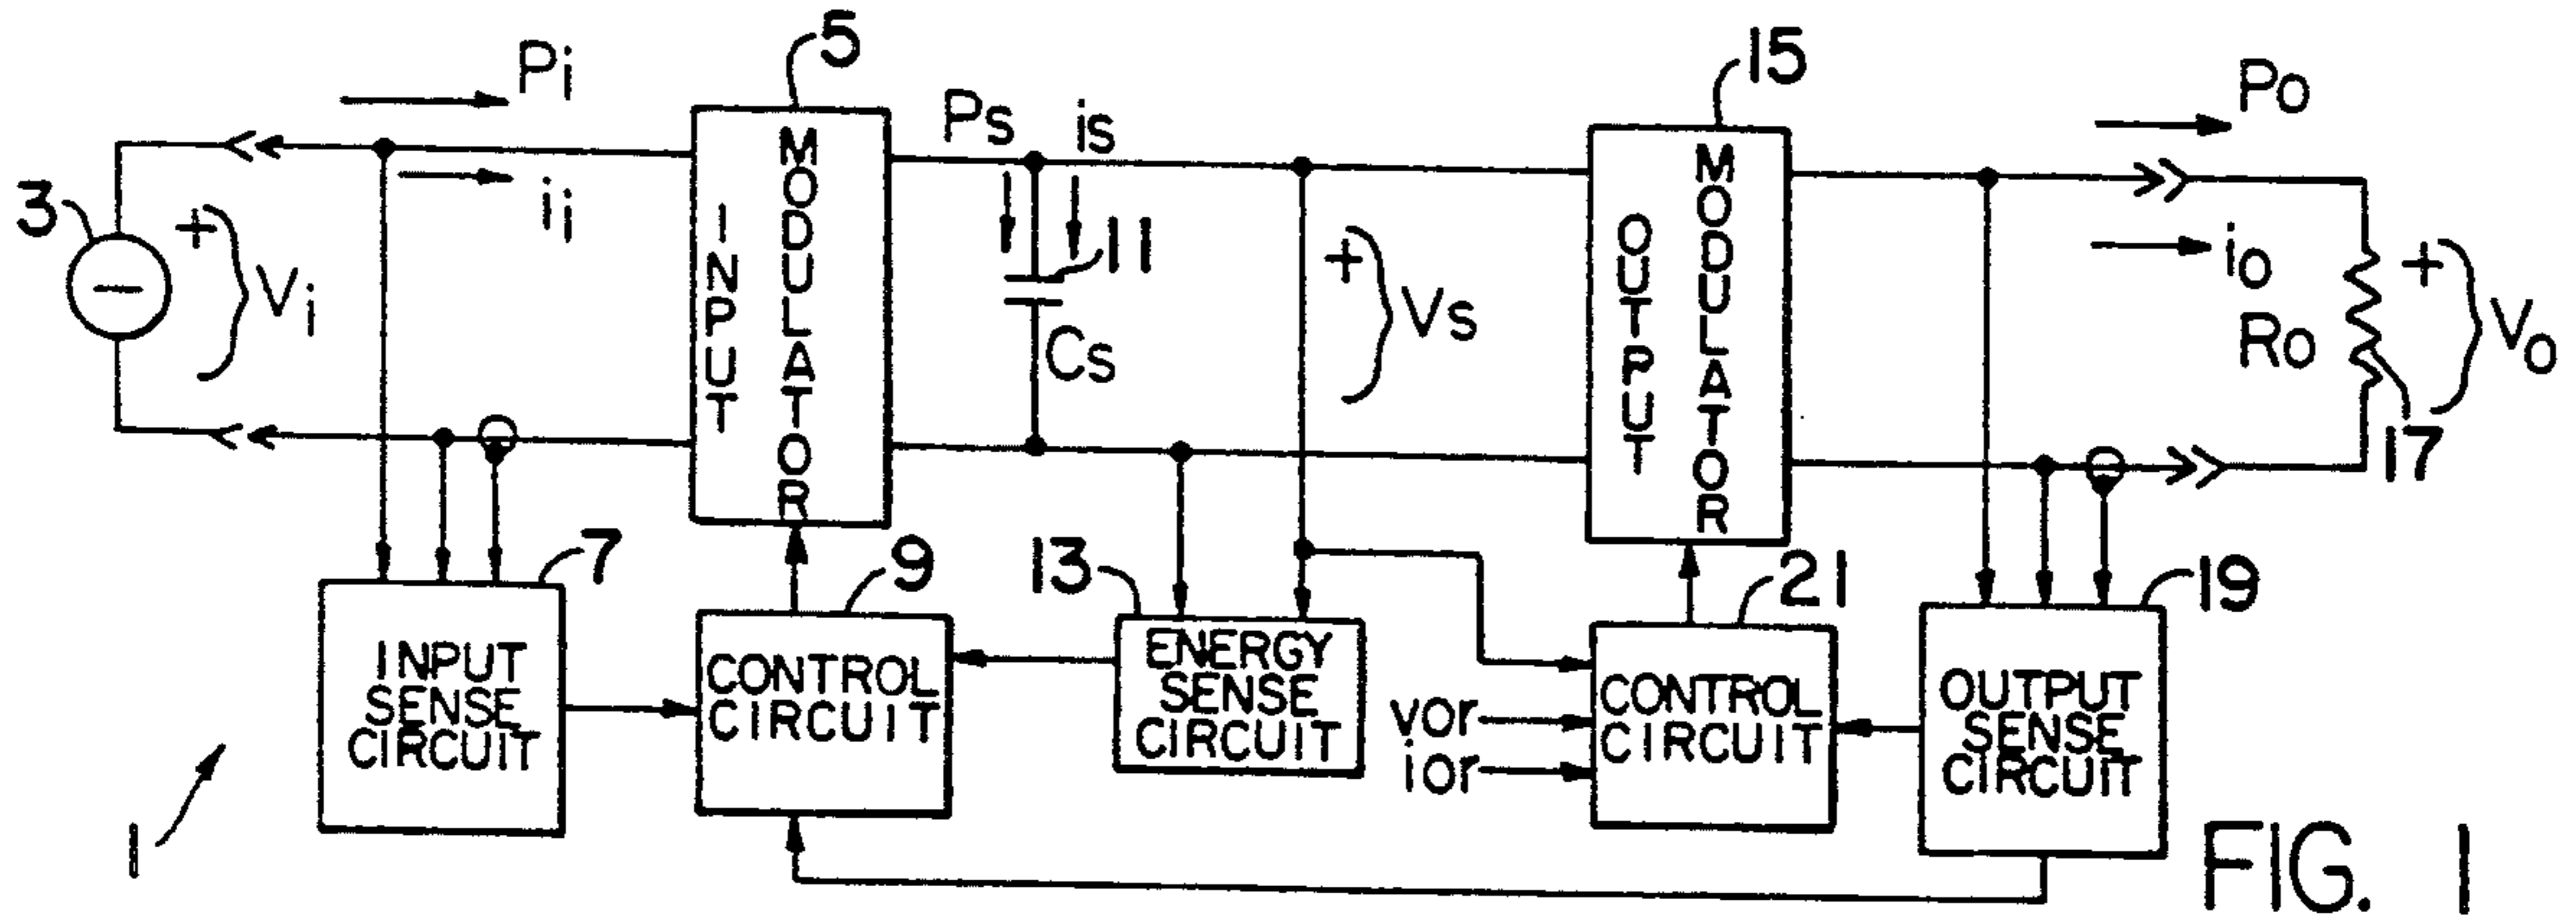 Pi
5
Ps
is
15
Po
3
+
Vi
ii
INPUT
MODULATOR
11
Cs
+
Vs
OUTPUT
MODULATOR
io
Ro
+
Vo
17
7
INPUT
SENSE
CIRCUIT
9
CONTROL
CIRCUIT
13
ENERGY
SENSE
CIRCUIT
vor
ior
21
CONTROL
CIRCUIT
19
OUTPUT
SENSE
CIRCUIT
1
FIG. 1